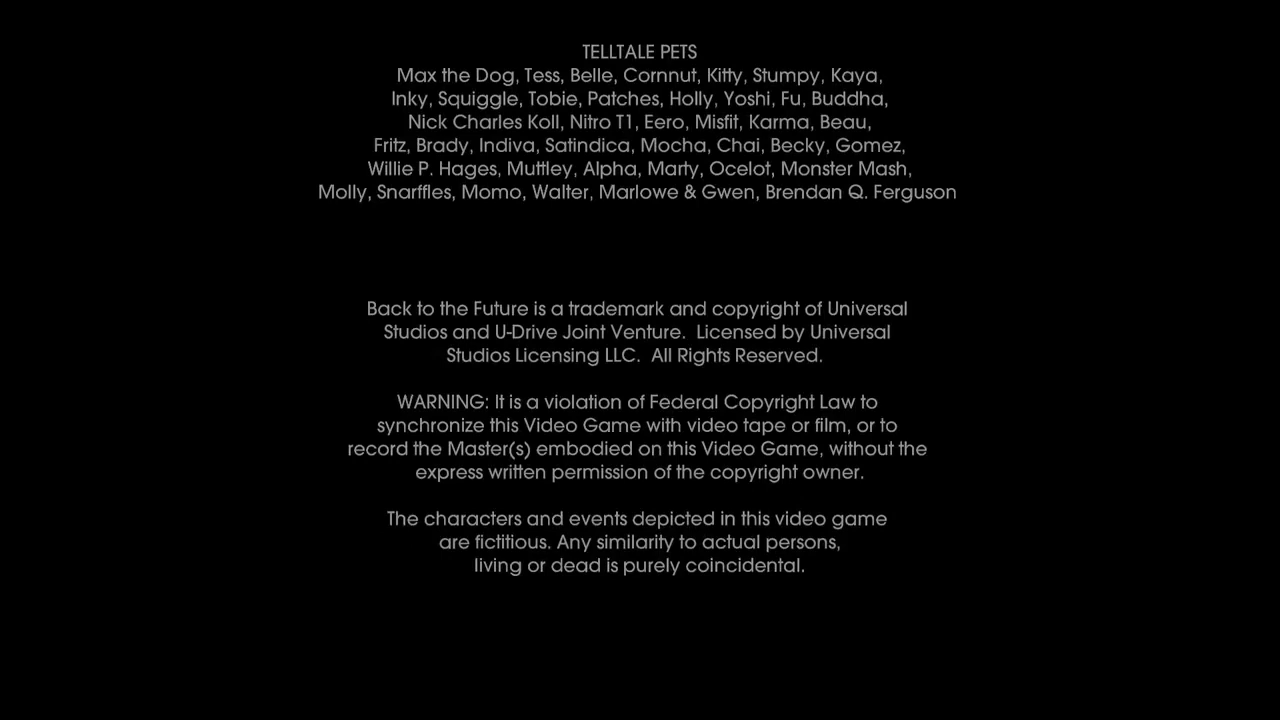 TELLTALE PETS
Max the Dog, Tess, Belle, Cornnut, Kitty, Stumpy, Kaya,
Inky, Squiggle, Tobie, Patches, Holly, Yoshi, Fu, Buddha,
Nick Charles Koll, Nitro T1, Eero, Misfit, Karma, Beau,
Fritz, Brady, Indiva, Satindica, Mocha, Chai, Becky, Gomez,
Willie P. Hages, Muttley, Alpha, Marty, Ocelot, Monster Mash,
Molly, Snarffles, Momo, Walter, Marlowe & Gwen, Brendan Q. Ferguson
Back to the Future is a trademark and copyright of Universal
Studios and U-Drive Joint Venture.  Licensed by Universal
Studios Licensing LLC.  All Rights Reserved.
WARNING: It is a violation of Federal Copyright Law to
synchronize this Video Game with video tape or film, or to
record the Master(s) embodied on this Video Game, without the
express written permission of the copyright owner.
The characters and events depicted in this video game
are fictitious. Any similarity to actual persons,
living or dead is purely coincidental.